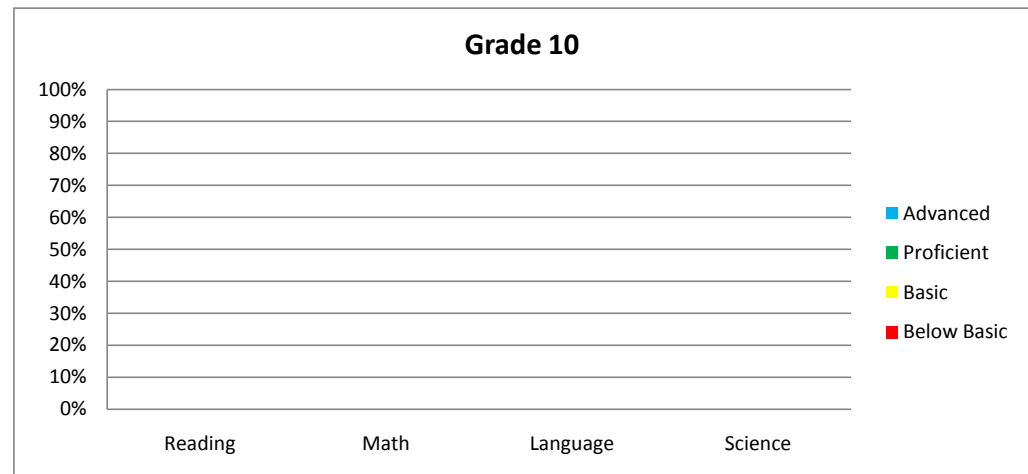 Grade 10
100%
90%
80%
70%
60%
50%
40%
30%
20%
10%
0%
Reading Math Language Science
Advanced
Proficient
Basic
Below Basic